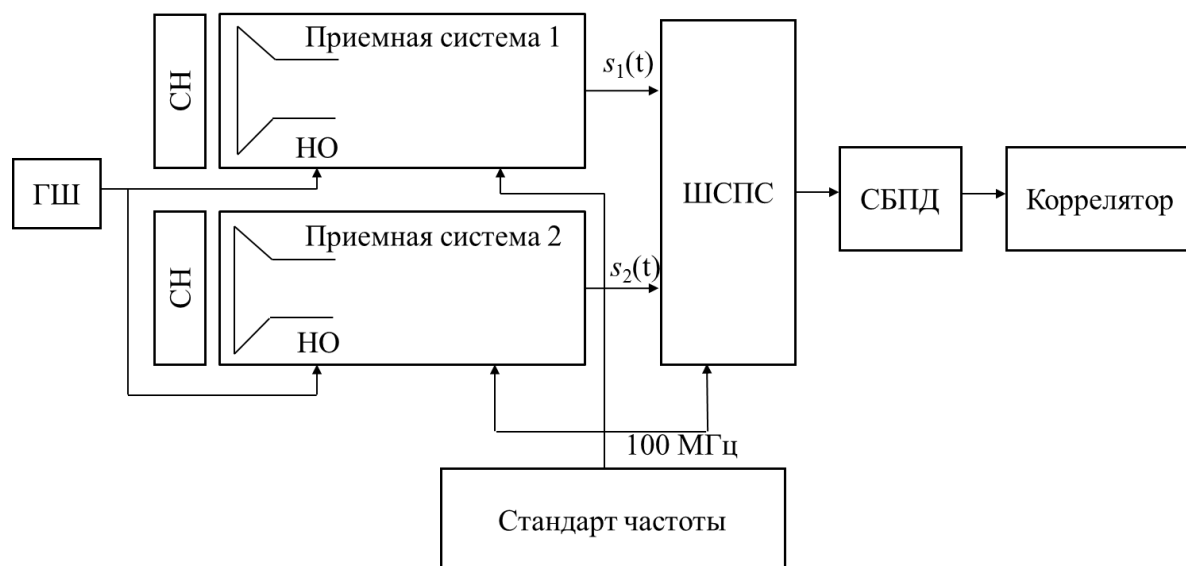 Приемная система 1
СН
НО
s₁(t)
ГШ
ШСПС
СБПД
Коррелятор
Приемная система 2
СН
НО
s₂(t)
100 МГц
Стандарт частоты